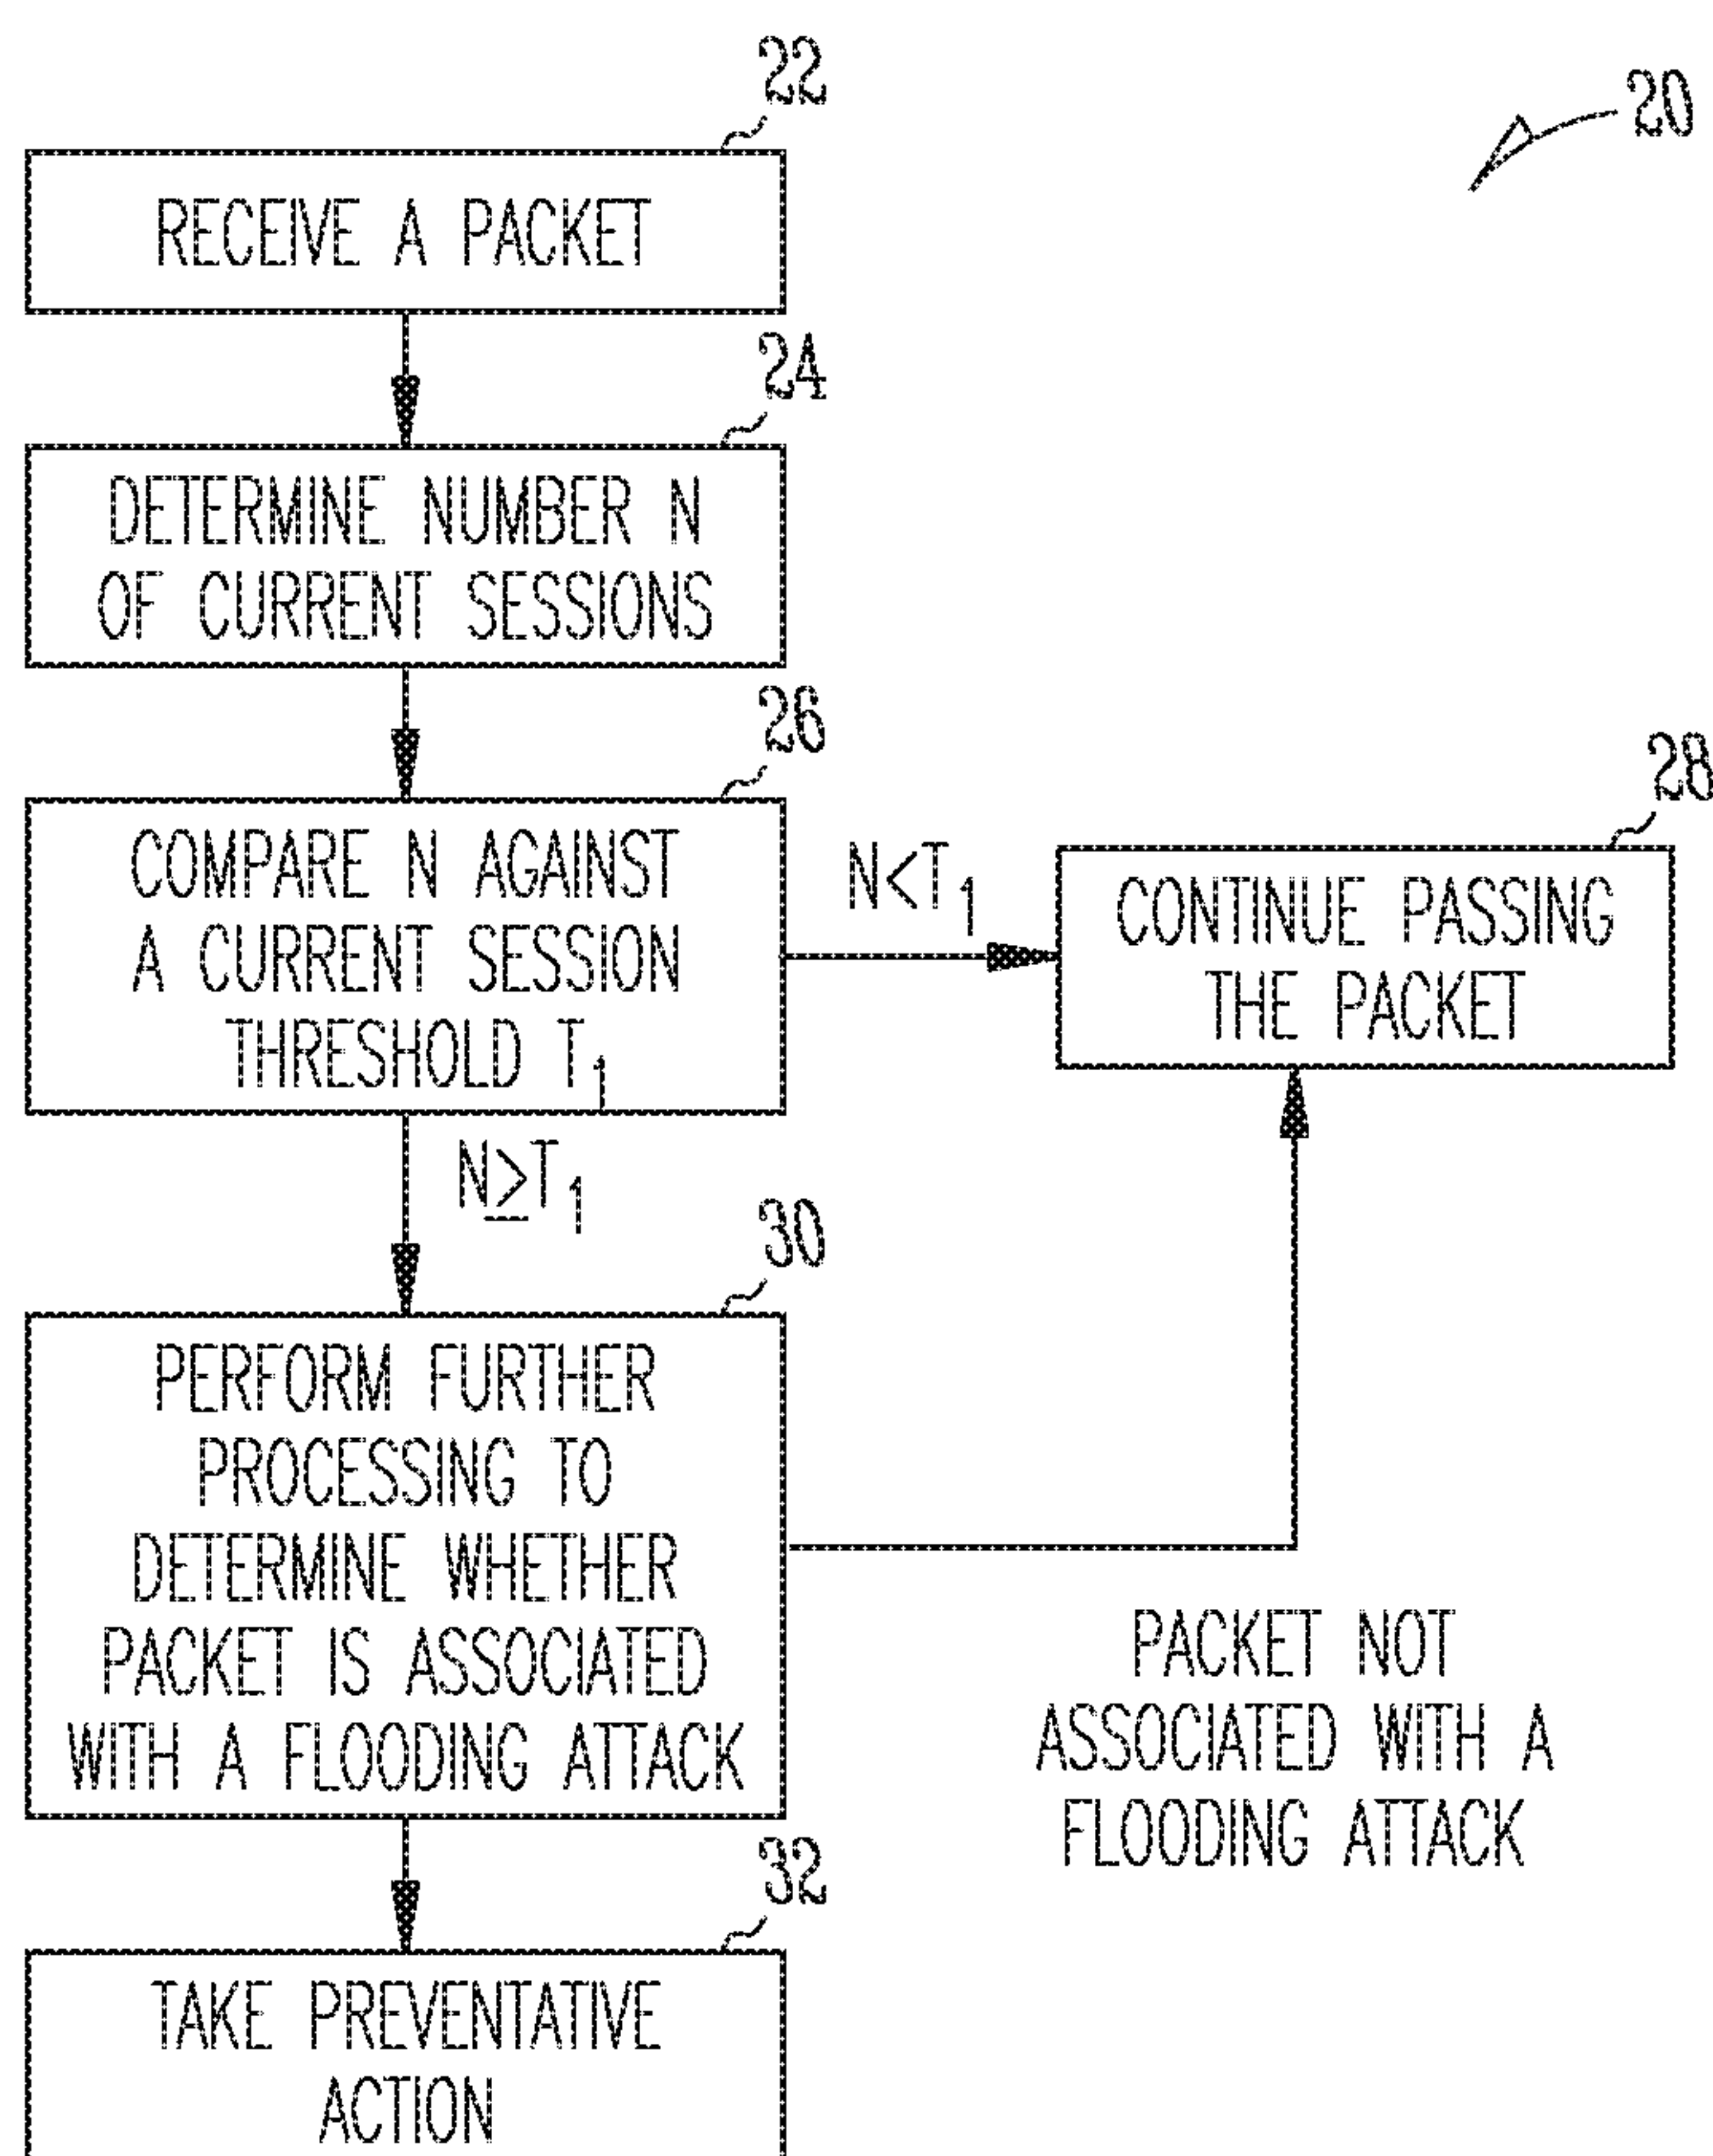 22
20
RECEIVE A PACKET
24
DETERMINE NUMBER N
OF CURRENT SESSIONS
26
COMPARE N AGAINST
A CURRENT SESSION
THRESHOLD T1
N<T1
28
CONTINUE PASSING
THE PACKET
N≥T1
30
PERFORM FURTHER
PROCESSING TO
DETERMINE WHETHER
PACKET IS ASSOCIATED
WITH A FLOODING ATTACK
PACKET NOT
ASSOCIATED WITH A
FLOODING ATTACK
32
TAKE PREVENTATIVE
ACTION